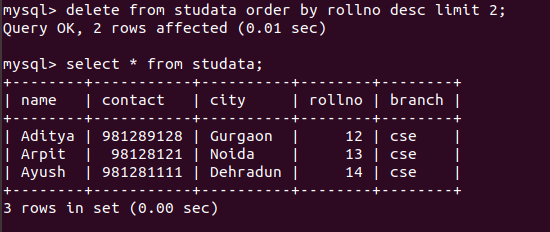 mysql> delete from studata order by rollno desc limit 2;
Query OK, 2 rows affected (0.01 sec)
mysql> select * from studata;
+--------+-----------+----------+--------+--------+
| name   | contact   | city     | rollno | branch |
+--------+-----------+----------+--------+--------+
| Aditya | 981289128 | Gurgaon  |     12 | cse    |
| Arpit  |  98128121 | Noida    |     13 | cse    |
| Ayush  | 981281111 | Dehradun |     14 | cse    |
+--------+-----------+----------+--------+--------+
3 rows in set (0.00 sec)